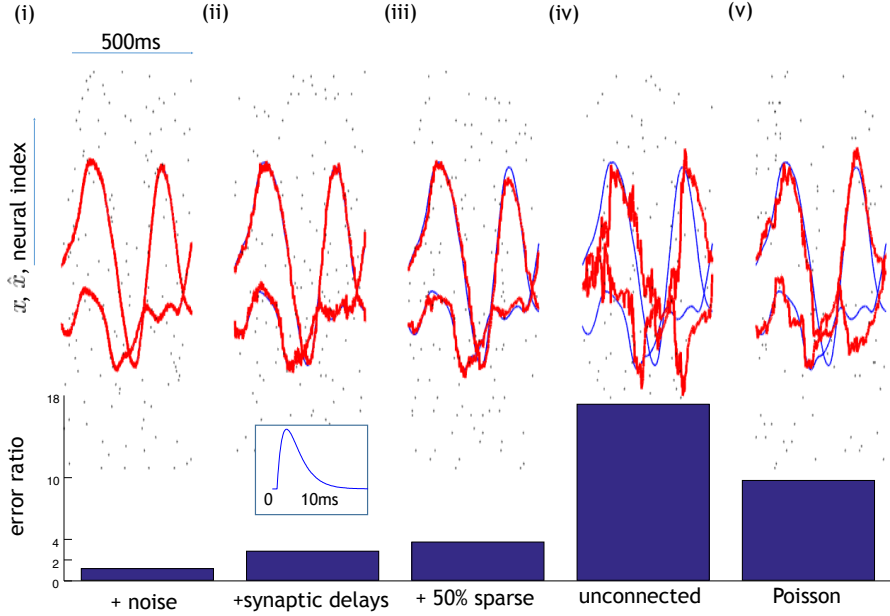 (i) (ii) (iii) (iv) (v)
500ms
x, x̂, neural index
error ratio
18
10
4
2
0
0 10ms
+ noise +synaptic delays + 50% sparse unconnected Poisson